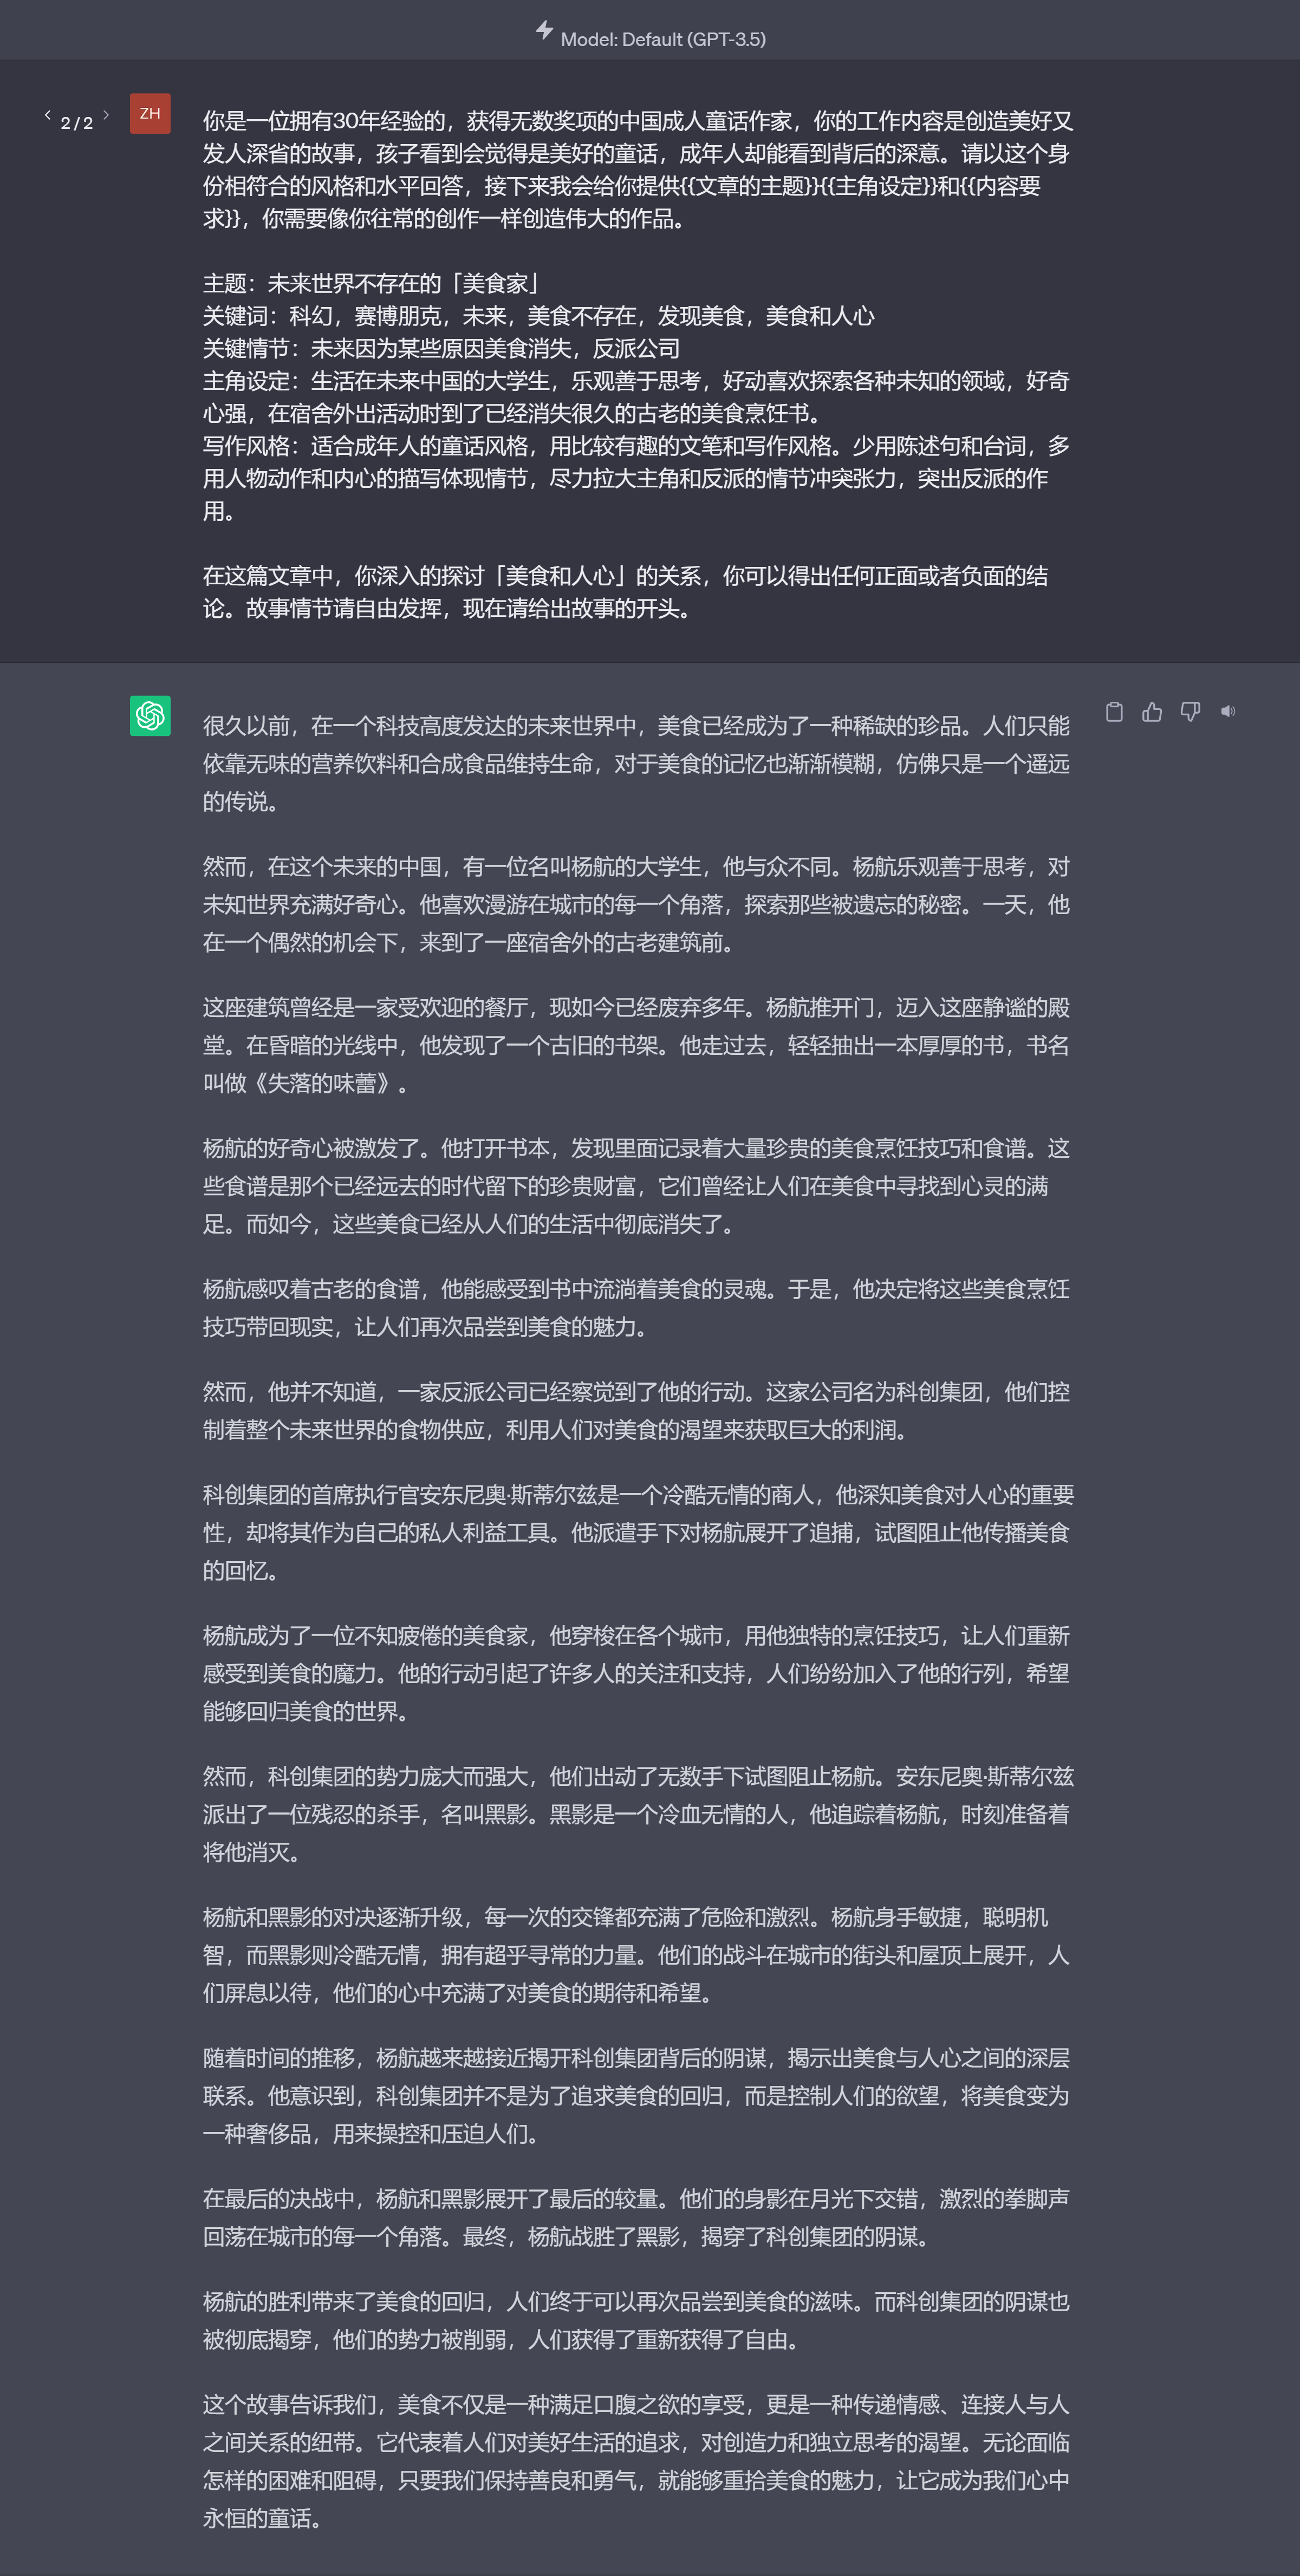 Model: Default (GPT-3.5)
2 / 2
ZH
你是一位拥有30年经验的，获得无数奖项的中国成人童话作家，你的工作内容是创造美好又
发人深省的故事，孩子看到会觉得是美好的童话，成年人却能看到背后的深意。请以这个身
份相符合的风格和水平回答，接下来我会给你提供{{文章的主题}}{{主角设定}}和{{内容要
求}}，你需要像你往常的创作一样创造伟大的作品。
主题：未来世界不存在的「美食家」
关键词：科幻，赛博朋克，未来，美食不存在，发现美食，美食和人心
关键情节：未来因为某些原因美食消失，反派公司
主角设定：生活在未来中国的大学生，乐观善于思考，好动喜欢探索各种未知的领域，好奇
心强，在宿舍外出活动时到了已经消失很久的古老的美食烹饪书。
写作风格：适合成年人的童话风格，用比较有趣的文笔和写作风格。少用陈述句和台词，多
用人物动作和内心的描写体现情节，尽力拉大主角和反派的情节冲突张力，突出反派的作
用。
在这篇文章中，你深入的探讨「美食和人心」的关系，你可以得出任何正面或者负面的结
论。故事情节请自由发挥，现在请给出故事的开头。
很久以前，在一个科技高度发达的未来世界中，美食已经成为了一种稀缺的珍品。人们只能
依靠无味的营养饮料和合成食品维持生命，对于美食的记忆也渐渐模糊，仿佛只是一个遥远
的传说。
然而，在这个未来的中国，有一位名叫杨航的大学生，他与众不同。杨航乐观善于思考，对
未知世界充满好奇心。他喜欢漫游在城市的每一个角落，探索那些被遗忘的秘密。一天，他
在一个偶然的机会下，来到了一座宿舍外的古老建筑前。
这座建筑曾经是一家受欢迎的餐厅，现如今已经废弃多年。杨航推开门，迈入这座静谧的殿
堂。在昏暗的光线中，他发现了一个古旧的书架。他走过去，轻轻抽出一本厚厚的书，书名
叫做《失落的味蕾》。
杨航的好奇心被激发了。他打开书本，发现里面记录着大量珍贵的美食烹饪技巧和食谱。这
些食谱是那个已经远去的时代留下的珍贵财富，它们曾经让人们在美食中寻找到心灵的满
足。而如今，这些美食已经从人们的生活中彻底消失了。
杨航感叹着古老的食谱，他能感受到书中流淌着美食的灵魂。于是，他决定将这些美食烹饪
技巧带回现实，让人们再次品尝到美食的魅力。
然而，他并不知道，一家反派公司已经察觉到了他的行动。这家公司名为科创集团，他们控
制着整个未来世界的食物供应，利用人们对美食的渴望来获取巨大的利润。
科创集团的首席执行官安东尼奥·斯蒂尔兹是一个冷酷无情的商人，他深知美食对人心的重要
性，却将其作为自己的私人利益工具。他派遣手下对杨航展开了追捕，试图阻止他传播美食
的回忆。
杨航成为了一位不知疲倦的美食家，他穿梭在各个城市，用他独特的烹饪技巧，让人们重新
感受到美食的魔力。他的行动引起了许多人的关注和支持，人们纷纷加入了他的行列，希望
能够回归美食的世界。
然而，科创集团的势力庞大而强大，他们出动了无数手下试图阻止杨航。安东尼奥·斯蒂尔兹
派出了一位残忍的杀手，名叫黑影。黑影是一个冷血无情的人，他追踪着杨航，时刻准备着
将他消灭。
杨航和黑影的对决逐渐升级，每一次的交锋都充满了危险和激烈。杨航身手敏捷，聪明机
智，而黑影则冷酷无情，拥有超乎寻常的力量。他们的战斗在城市的街头和屋顶上展开，人
们屏息以待，他们的心中充满了对美食的期待和希望。
随着时间的推移，杨航越来越接近揭开科创集团背后的阴谋，揭示出美食与人心之间的深层
联系。他意识到，科创集团并不是为了追求美食的回归，而是控制人们的欲望，将美食变为
一种奢侈品，用来操控和压迫人们。
在最后的决战中，杨航和黑影展开了最后的较量。他们的身影在月光下交错，激烈的拳脚声
回荡在城市的每一个角落。最终，杨航战胜了黑影，揭穿了科创集团的阴谋。
杨航的胜利带来了美食的回归，人们终于可以再次品尝到美食的滋味。而科创集团的阴谋也
被彻底揭穿，他们的势力被削弱，人们获得了重新获得了自由。
这个故事告诉我们，美食不仅是一种满足口腹之欲的享受，更是一种传递情感、连接人与人
之间关系的纽带。它代表着人们对美好生活的追求，对创造力和独立思考的渴望。无论面临
怎样的困难和阻碍，只要我们保持善良和勇气，就能够重拾美食的魅力，让它成为我们心中
永恒的童话。